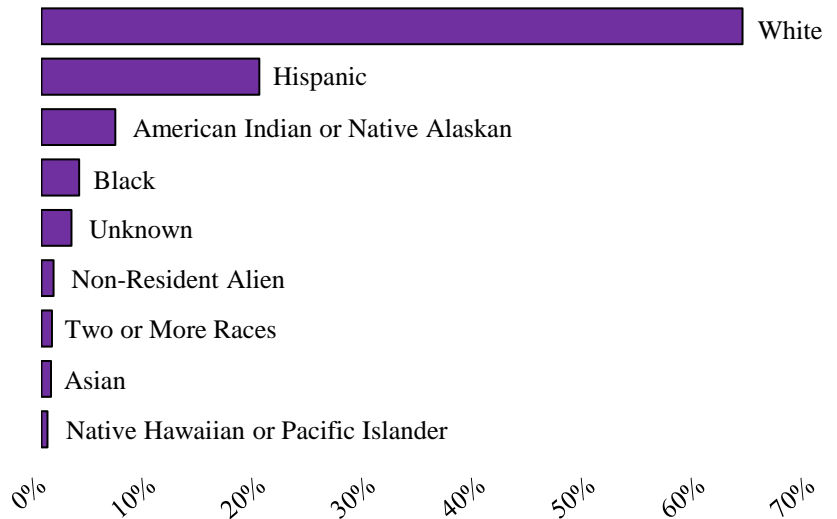 White
Hispanic
American Indian or Native Alaskan
Black
Unknown
Non-Resident Alien
Two or More Races
Asian
Native Hawaiian or Pacific Islander
0% 10% 20% 30% 40% 50% 60% 70%